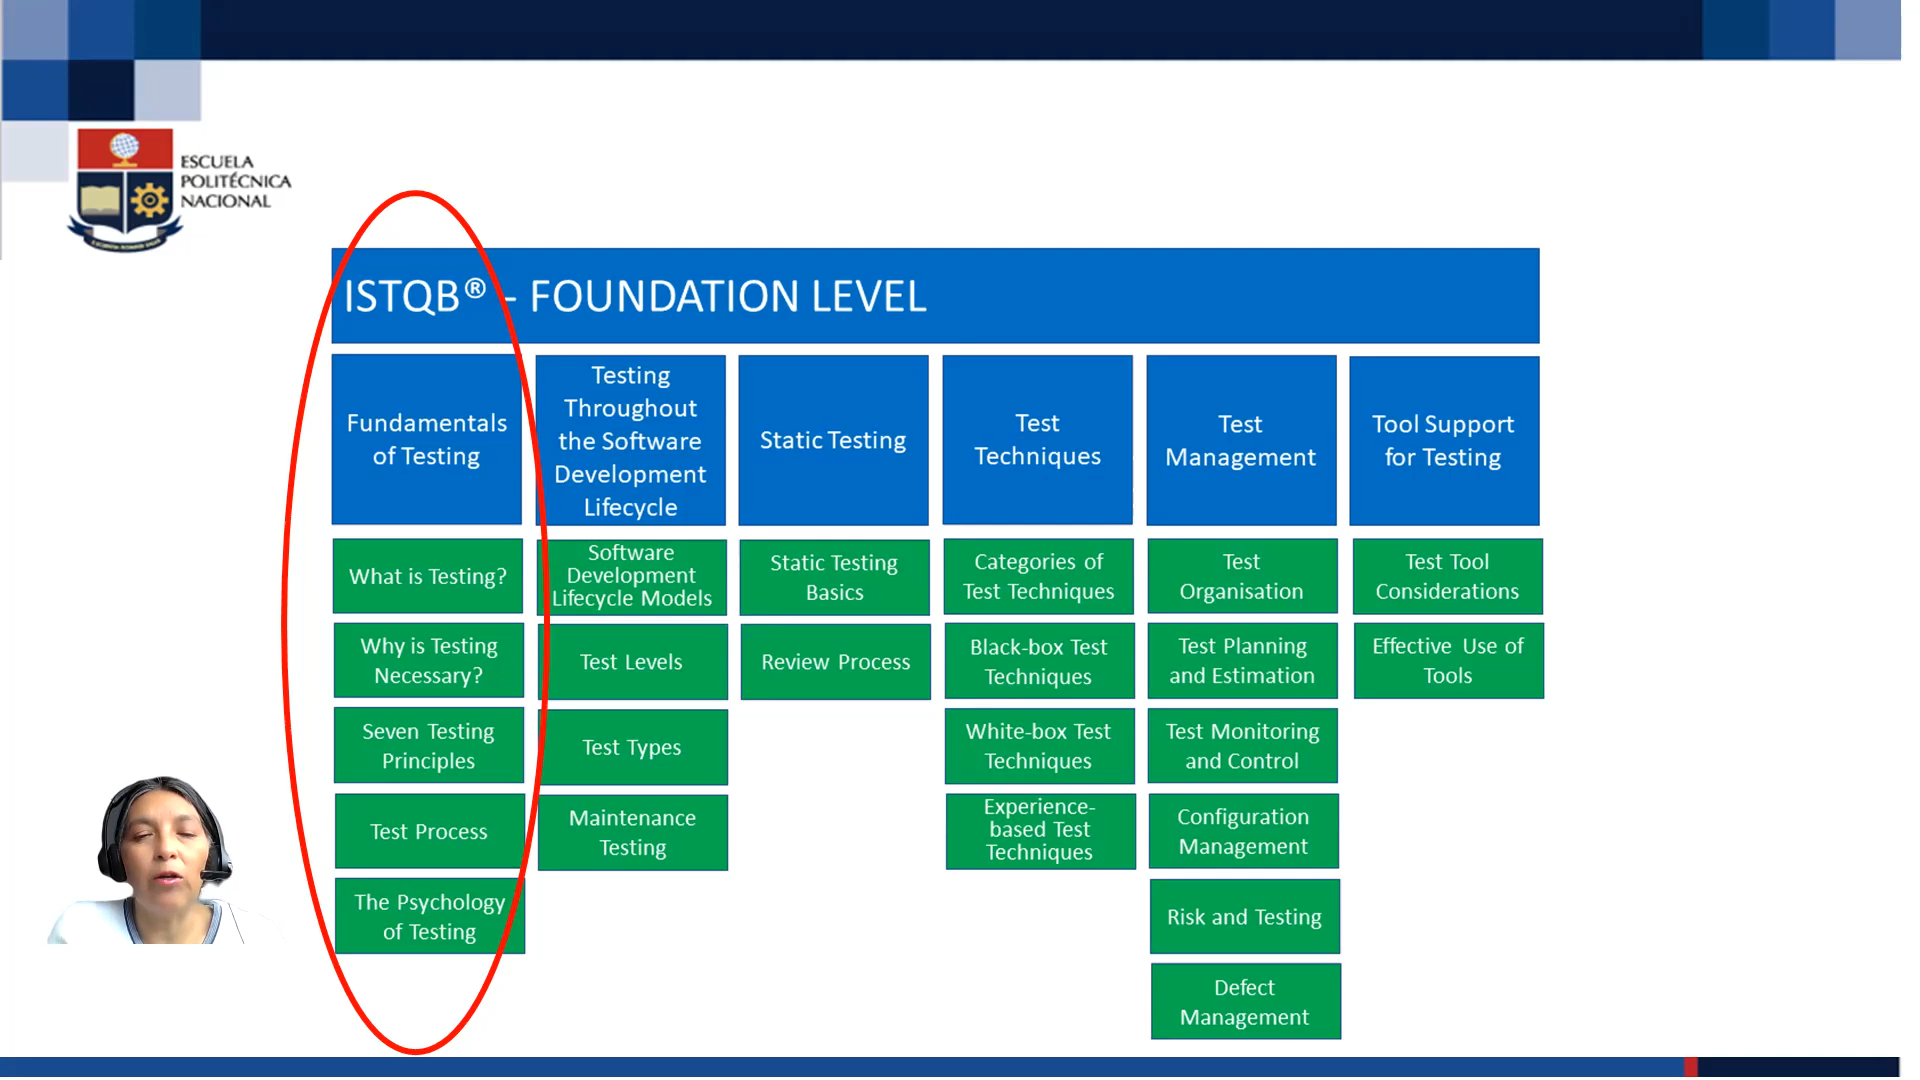 ESCUELA
POLITÉCNICA
NACIONAL
ISTQB® - FOUNDATION LEVEL
Fundamentals
of Testing
What is Testing?
Why is Testing
Necessary?
Seven Testing
Principles
Test Process
The Psychology
of Testing
Testing
Throughout
the Software
Development
Lifecycle
Software
Development
Lifecycle Models
Test Levels
Test Types
Maintenance
Testing
Static Testing
Static Testing
Basics
Review Process
Test
Techniques
Categories of
Test Techniques
Black-box Test
Techniques
White-box Test
Techniques
Experience-
based Test
Techniques
Test
Management
Test
Organisation
Test Planning
and Estimation
Test Monitoring
and Control
Configuration
Management
Risk and Testing
Defect
Management
Tool Support
for Testing
Test Tool
Considerations
Effective Use of
Tools